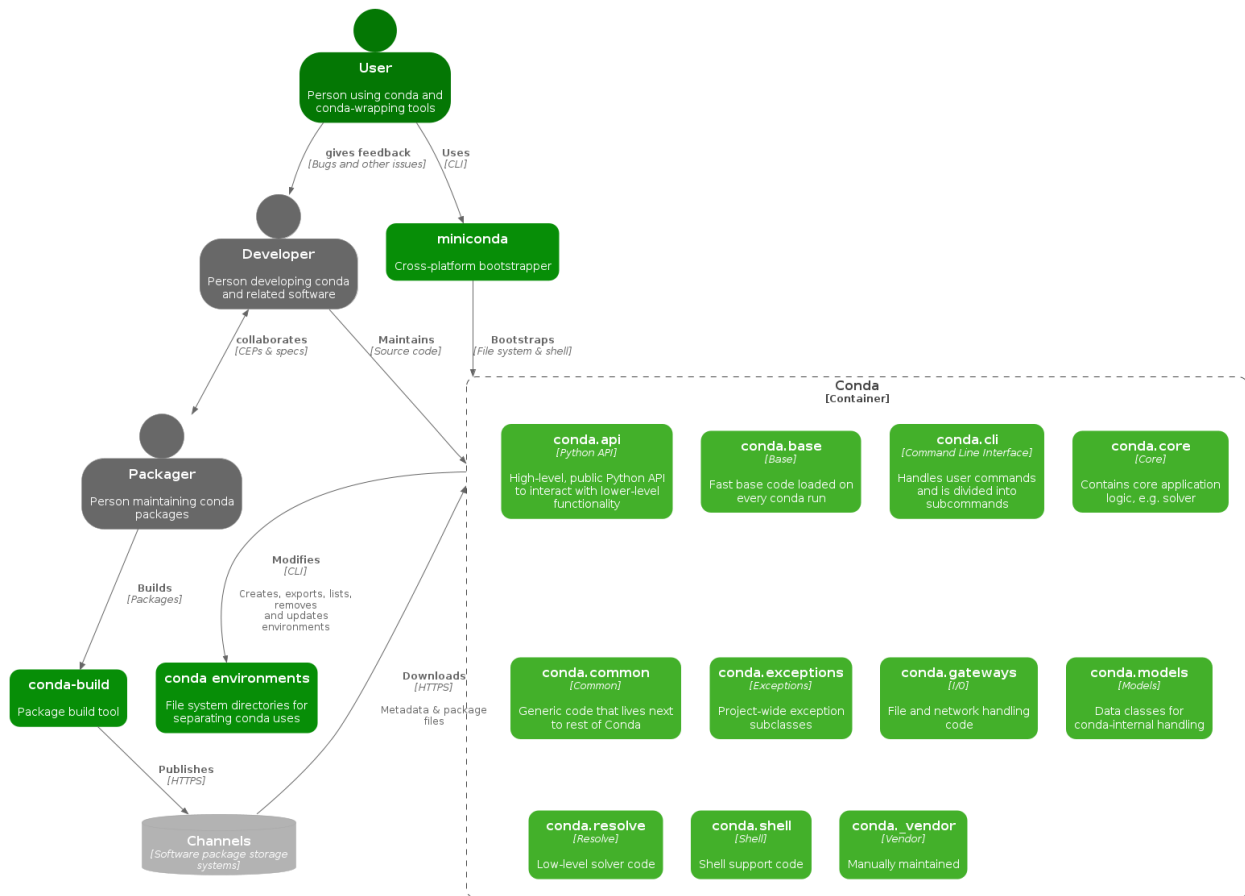 User
Person using conda and
conda-wrapping tools
gives feedback
[Bugs and other issues]
Uses
[CLI]
Developer
Person developing conda
and related software
miniconda
Cross-platform bootstrapper
collaborates
[CEPs & specs]
Maintains
[Source code]
Bootstraps
[File system & shell]
Conda
[Container]
conda.api
[Python API]
High-level, public Python API
to interact with lower-level
functionality
conda.base
[Base]
Fast base code loaded on
every conda run
conda.cli
[Command Line Interface]
Handles user commands
and is divided into
subcommands
conda.core
[Core]
Contains core application
logic, e.g. solver
Packager
Person maintaining conda
packages
Builds
[Packages]
Modifies
[CLI]
Creates, exports, lists,
removes
and updates
environments
conda-build
Package build tool
conda environments
File system directories for
separating conda uses
Downloads
[HTTPS]
Metadata & package
files
conda.common
[Common]
Generic code that lives next
to rest of Conda
conda.exceptions
[Exceptions]
Project-wide exception
subclasses
conda.gateways
[I/0]
File and network handling
code
conda.models
[Models]
Data classes for
conda-internal handling
Publishes
[HTTPS]
Channels
[Software package storage
systems]
conda.resolve
[Resolve]
Low-level solver code
conda.shell
[Shell]
Shell support code
conda._vendor
[Vendor]
Manually maintained